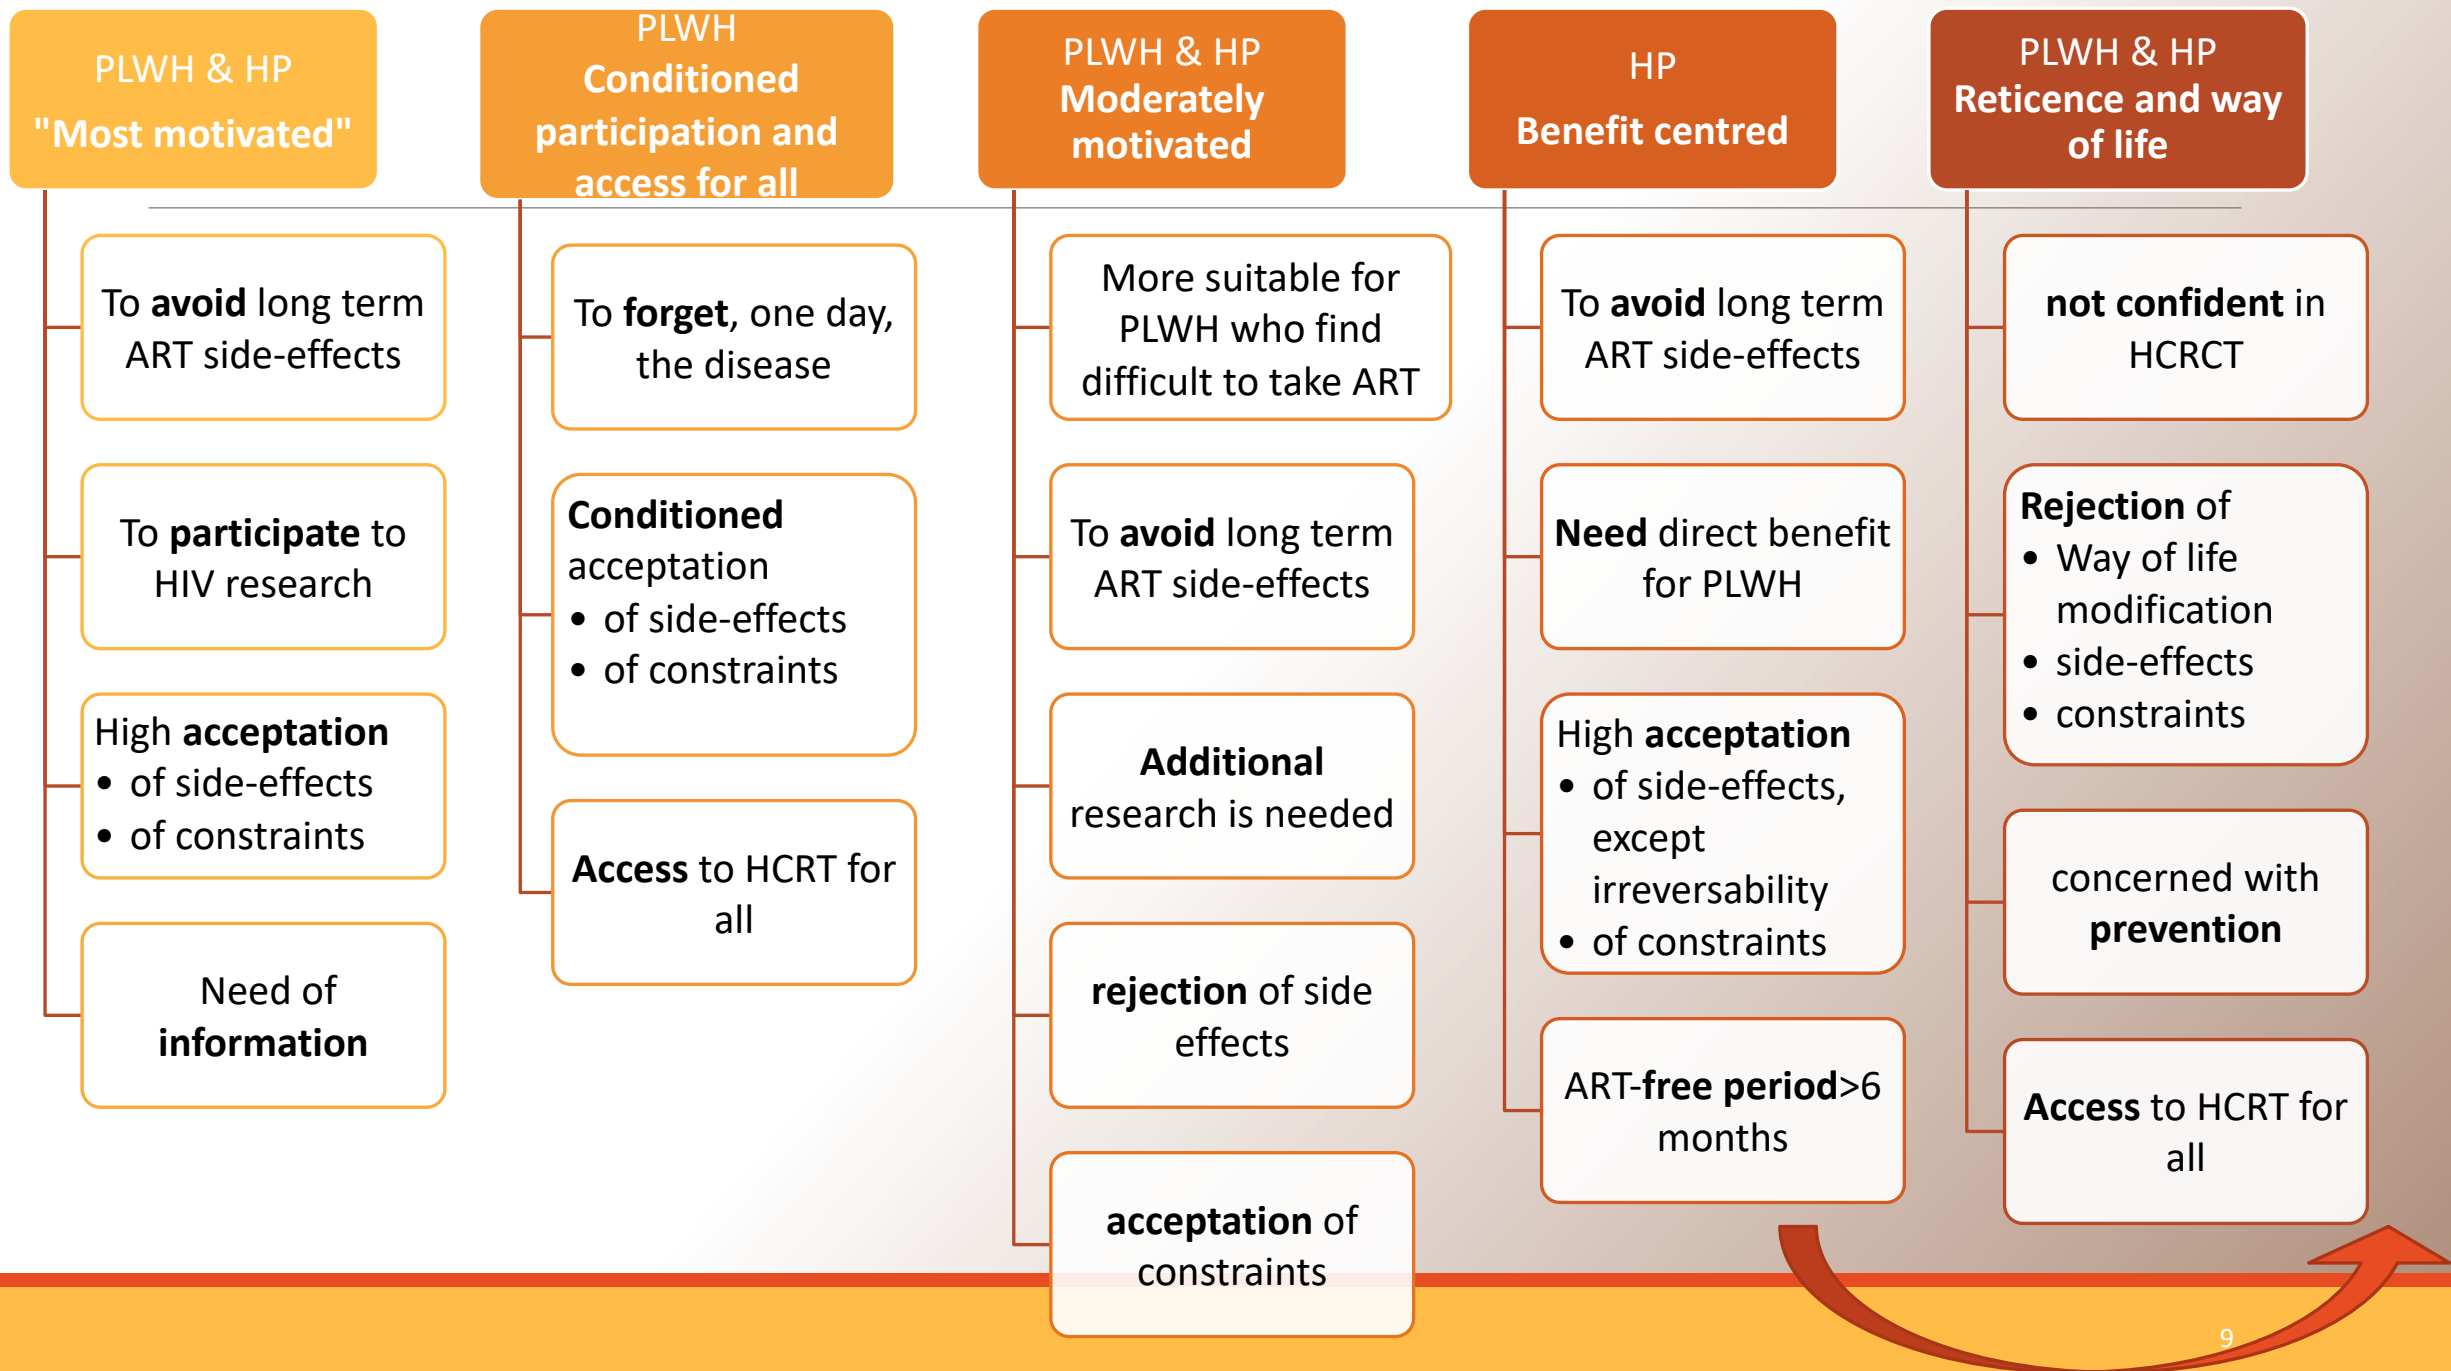 PLWH & HP
"Most motivated"
To avoid long term
ART side-effects
To participate to
HIV research
High acceptation
• of side-effects
• of constraints
Need of
information
PLWH
Conditioned
participation and
access for all
To forget, one day,
the disease
Conditioned
acceptation
• of side-effects
• of constraints
Access to HCRT for
all
PLWH & HP
Moderately
motivated
More suitable for
PLWH who find
difficult to take ART
To avoid long term
ART side-effects
Additional
research is needed
rejection of side
effects
acceptation of
constraints
HP
Benefit centred
To avoid long term
ART side-effects
Need direct benefit
for PLWH
High acceptation
• of side-effects,
except
irreversability
• of constraints
ART-free period>6
months
PLWH & HP
Reticence and way
of life
not confident in
HCRCT
Rejection of
• Way of life
modification
• side-effects
• constraints
concerned with
prevention
Access to HCRT for
all
9